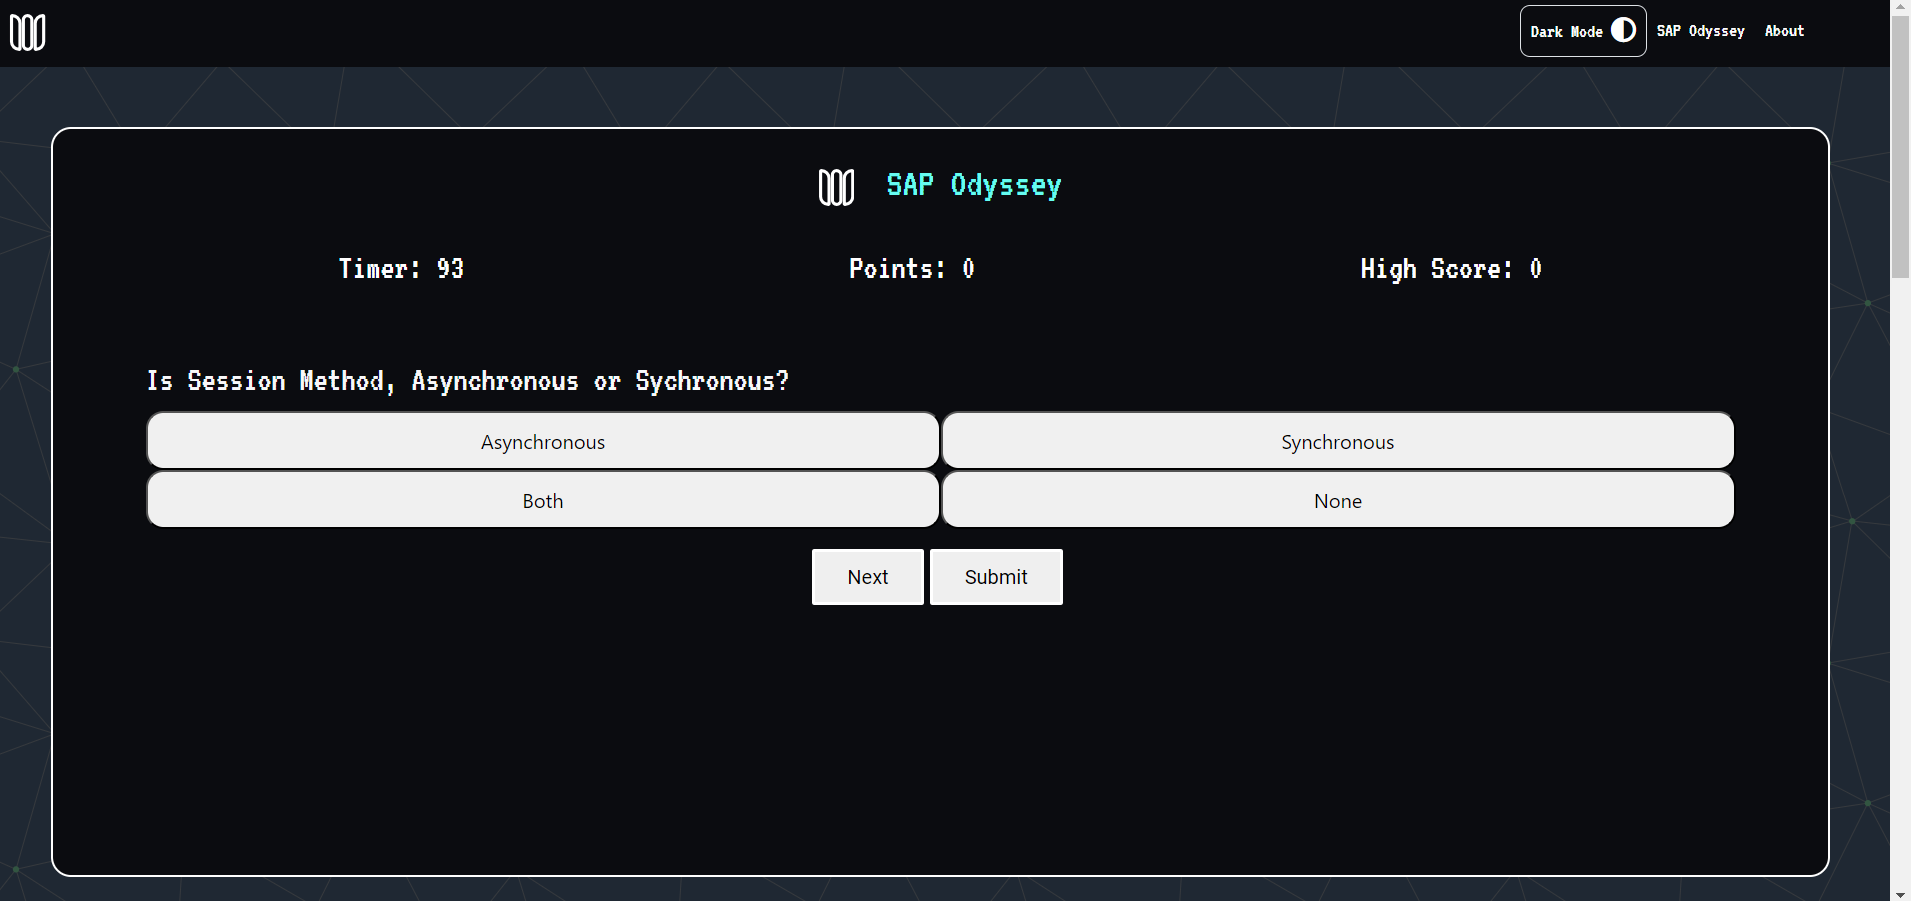 Dark Mode SAP Odyssey About
SAP Odyssey
Timer: 93 Points: 0 High Score: 0
Is Session Method, Asynchronous or Sychronous?
Asynchronous Synchronous
Both None
Next Submit